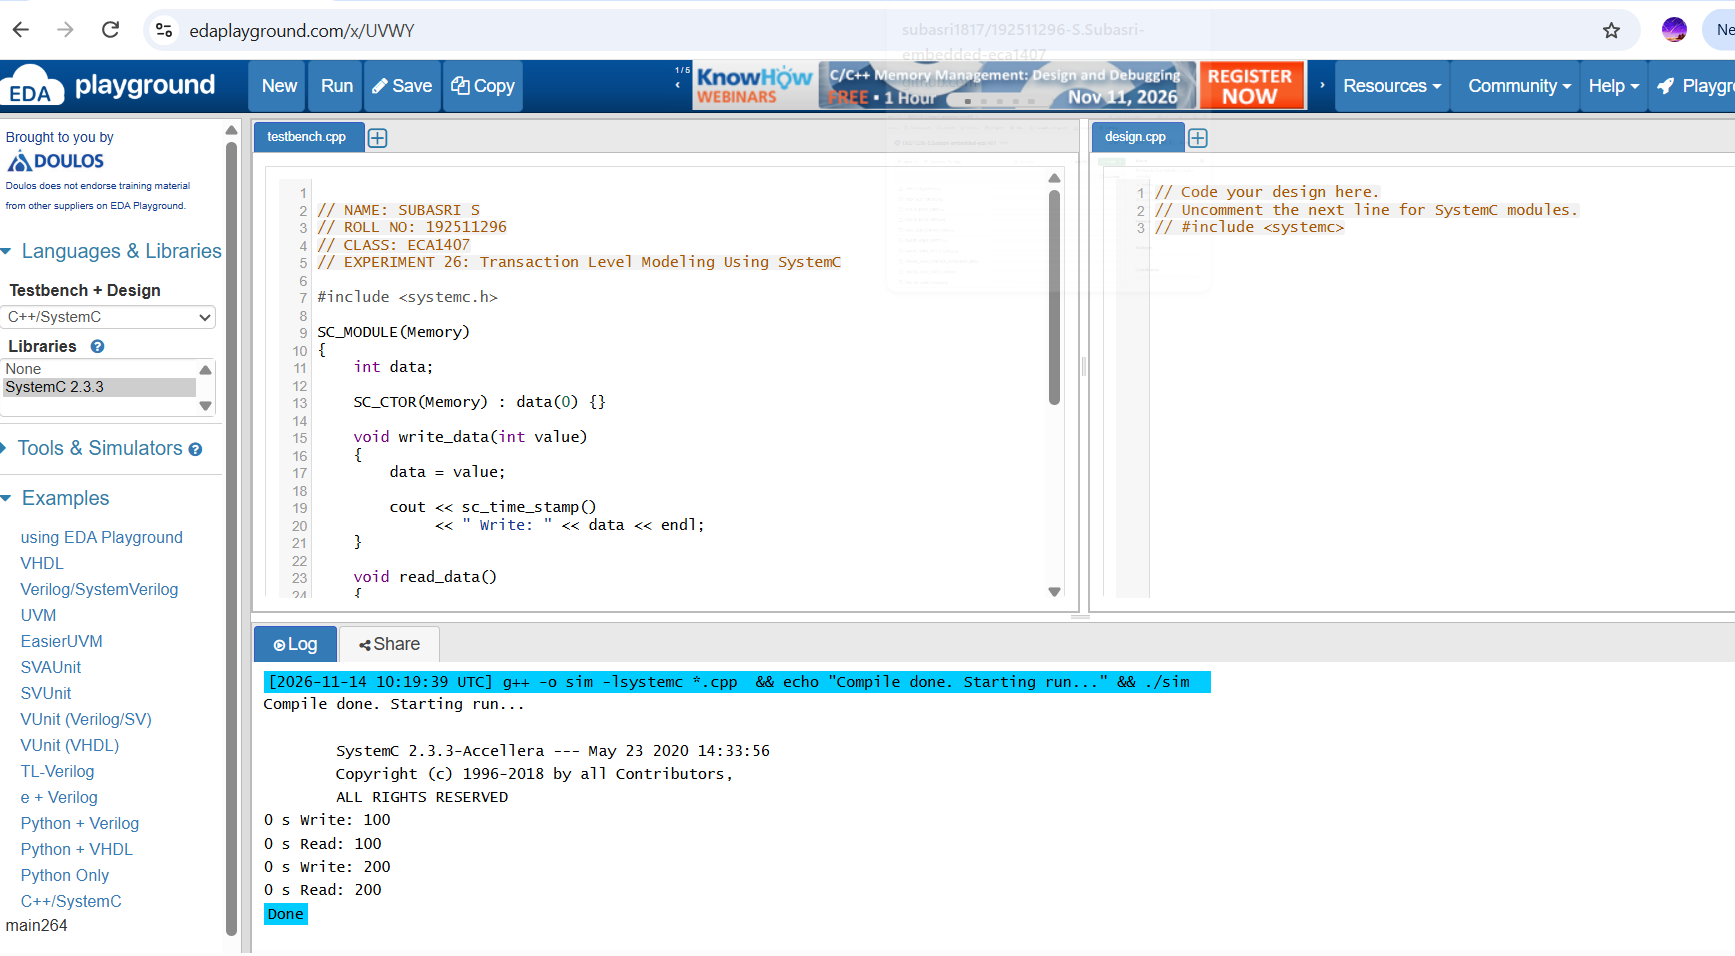 edaplayground.com/x/UVWY
subasri1817/192511296-S.Subasri-
embedded-eca1407
Ne
EDA playground
New
Run
Save
Copy
1/5
KnowHow
WEBINARS
C/C++ Memory Management: Design and Debugging
FREE • 1 Hour
Nov 11, 2026
REGISTER
NOW
Resources
Community
Help
Playgr
Brought to you by
DOULOS
Doulos does not endorse training material
from other suppliers on EDA Playground.
Languages & Libraries
Testbench + Design
C++/SystemC
Libraries
None
SystemC 2.3.3
Tools & Simulators
Examples
using EDA Playground
VHDL
Verilog/SystemVerilog
UVM
EasierUVM
SVAUnit
SVUnit
VUnit (Verilog/SV)
VUnit (VHDL)
TL-Verilog
e + Verilog
Python + Verilog
Python + VHDL
Python Only
C++/SystemC
main264
testbench.cpp
1
2 // NAME: SUBASRI S
3 // ROLL NO: 192511296
4 // CLASS: ECA1407
5 // EXPERIMENT 26: Transaction Level Modeling Using SystemC
6
7 #include <systemc.h>
8
9 SC_MODULE(Memory)
10 {
11 int data;
12
13 SC_CTOR(Memory) : data(0) {}
14
15 void write_data(int value)
16 {
17 data = value;
18
19 cout << sc_time_stamp()
20 << " Write: " << data << endl;
21 }
22
23 void read_data()
24 {
design.cpp
1 // Code your design here.
2 // Uncomment the next line for SystemC modules.
3 // #include <systemc>
Log
Share
[2026-11-14 10:19:39 UTC] g++ -o sim -lsystemc *.cpp && echo "Compile done. Starting run..." && ./sim
Compile done. Starting run...
SystemC 2.3.3-Accellera --- May 23 2020 14:33:56
Copyright (c) 1996-2018 by all Contributors,
ALL RIGHTS RESERVED
0 s Write: 100
0 s Read: 100
0 s Write: 200
0 s Read: 200
Done